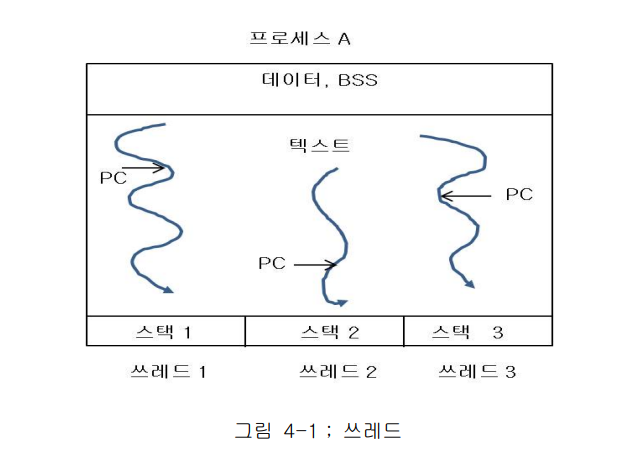 프로세스 A
데이터, BSS
텍스트
PC
PC
PC
스택 1
스택 2
스택 3
쓰레드 1
쓰레드 2
쓰레드 3
그림 4-1 ; 쓰레드